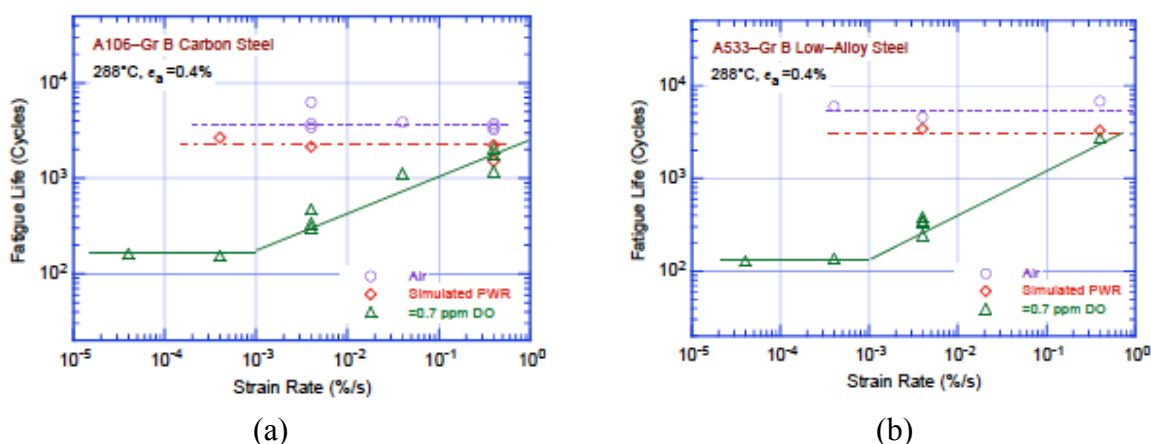 A106–Gr B Carbon Steel
288°C, εa =0.4%
Fatigue Life (Cycles)
10⁴
10³
10²
Air
Simulated PWR
=0.7 ppm DO
10⁻⁵ 10⁻⁴ 10⁻³ 10⁻² 10⁻¹ 10⁰
Strain Rate (%/s)
(a)
A533–Gr B Low–Alloy Steel
288°C, εa =0.4%
Fatigue Life (Cycles)
10⁴
10³
10²
Air
Simulated PWR
=0.7 ppm DO
10⁻⁵ 10⁻⁴ 10⁻³ 10⁻² 10⁻¹ 10⁰
Strain Rate (%/s)
(b)